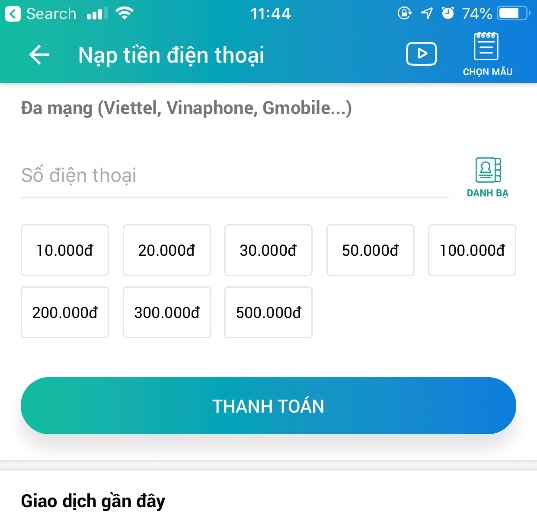 Search 11:44 74%
Nạp tiền điện thoại
CHỌN MẪU
Đa mạng (Viettel, Vinaphone, Gmobile...)
Số điện thoại
DANH BẠ
10.000đ 20.000đ 30.000đ 50.000đ 100.000đ
200.000đ 300.000đ 500.000đ
THANH TOÁN
Giao dịch gần đây